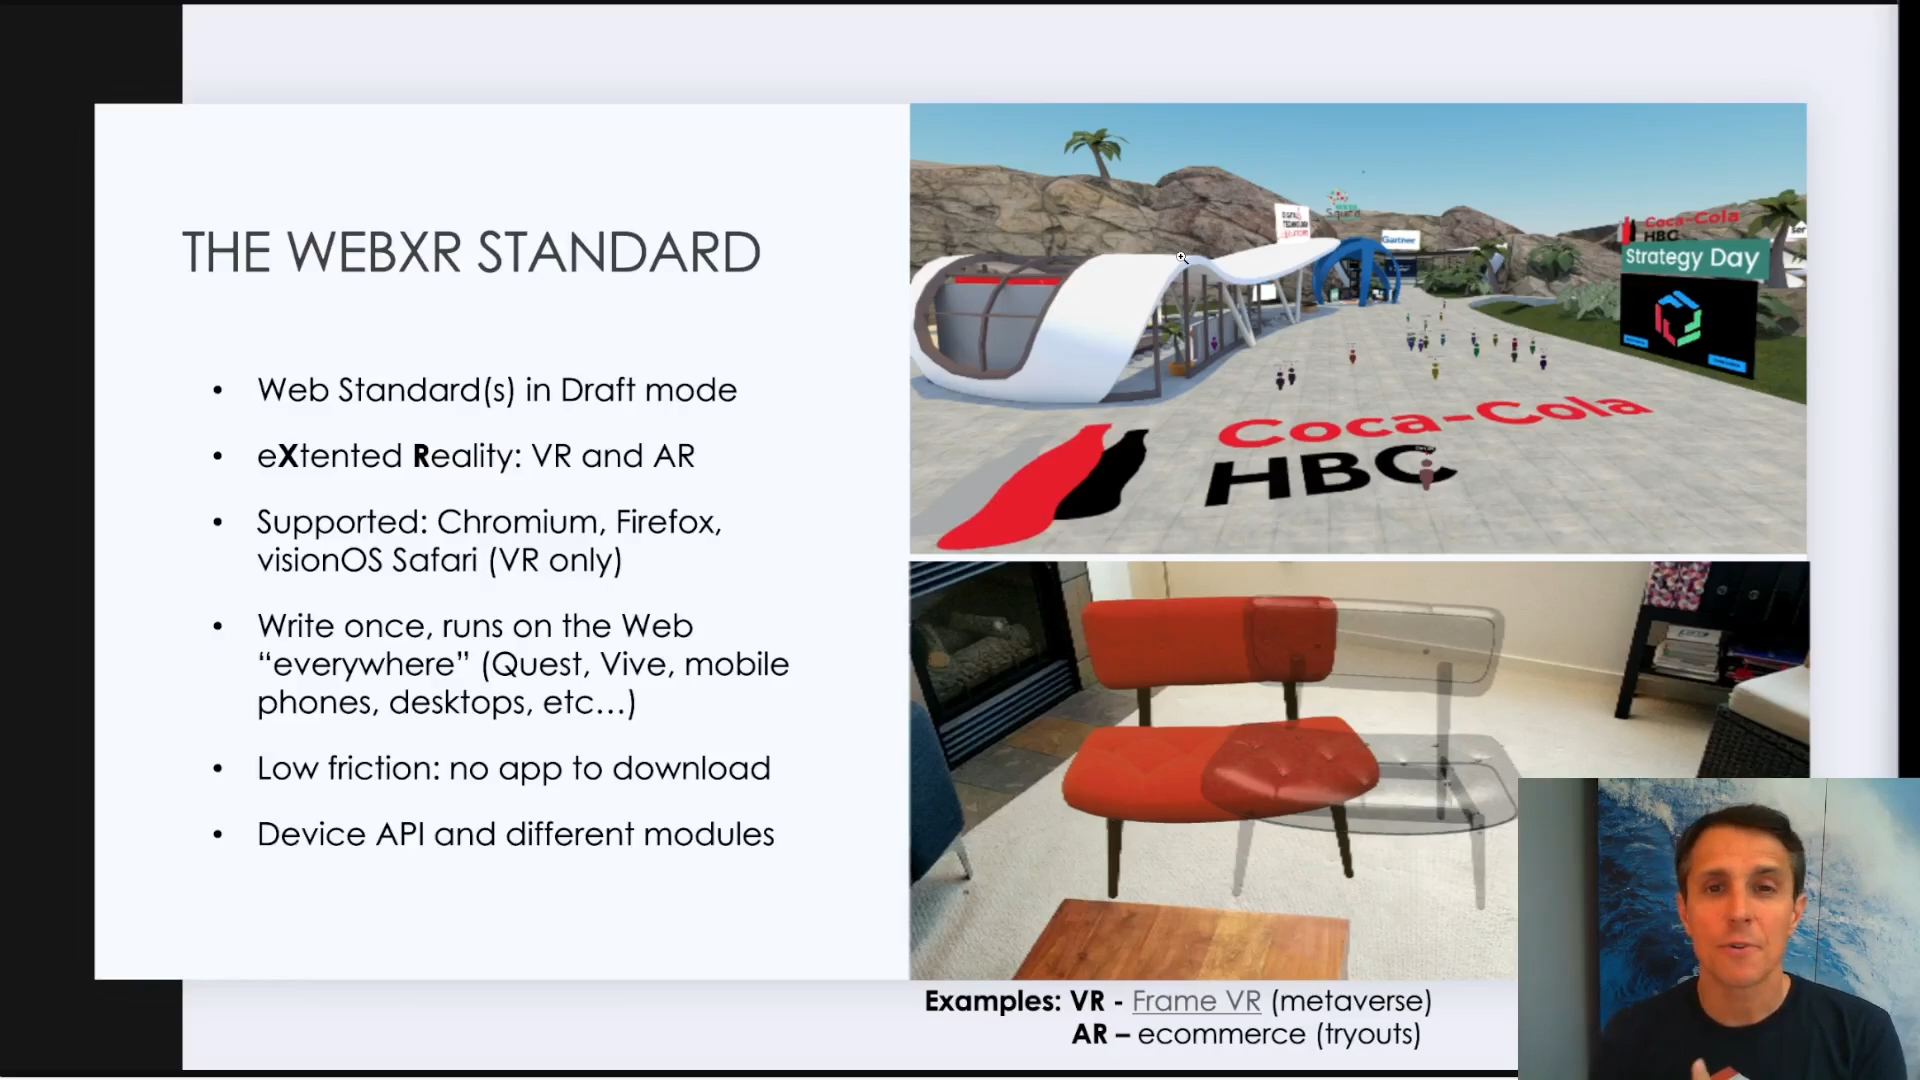 THE WEBXR STANDARD
• Web Standard(s) in Draft mode
• eXtented Reality: VR and AR
• Supported: Chromium, Firefox,
visionOS Safari (VR only)
• Write once, runs on the Web
“everywhere” (Quest, Vive, mobile
phones, desktops, etc…)
• Low friction: no app to download
• Device API and different modules
Gartner
Coca-Cola
HBC
Strategy Day
Coca-Cola
HBC
Examples: VR - Frame VR (metaverse)
AR – ecommerce (tryouts)